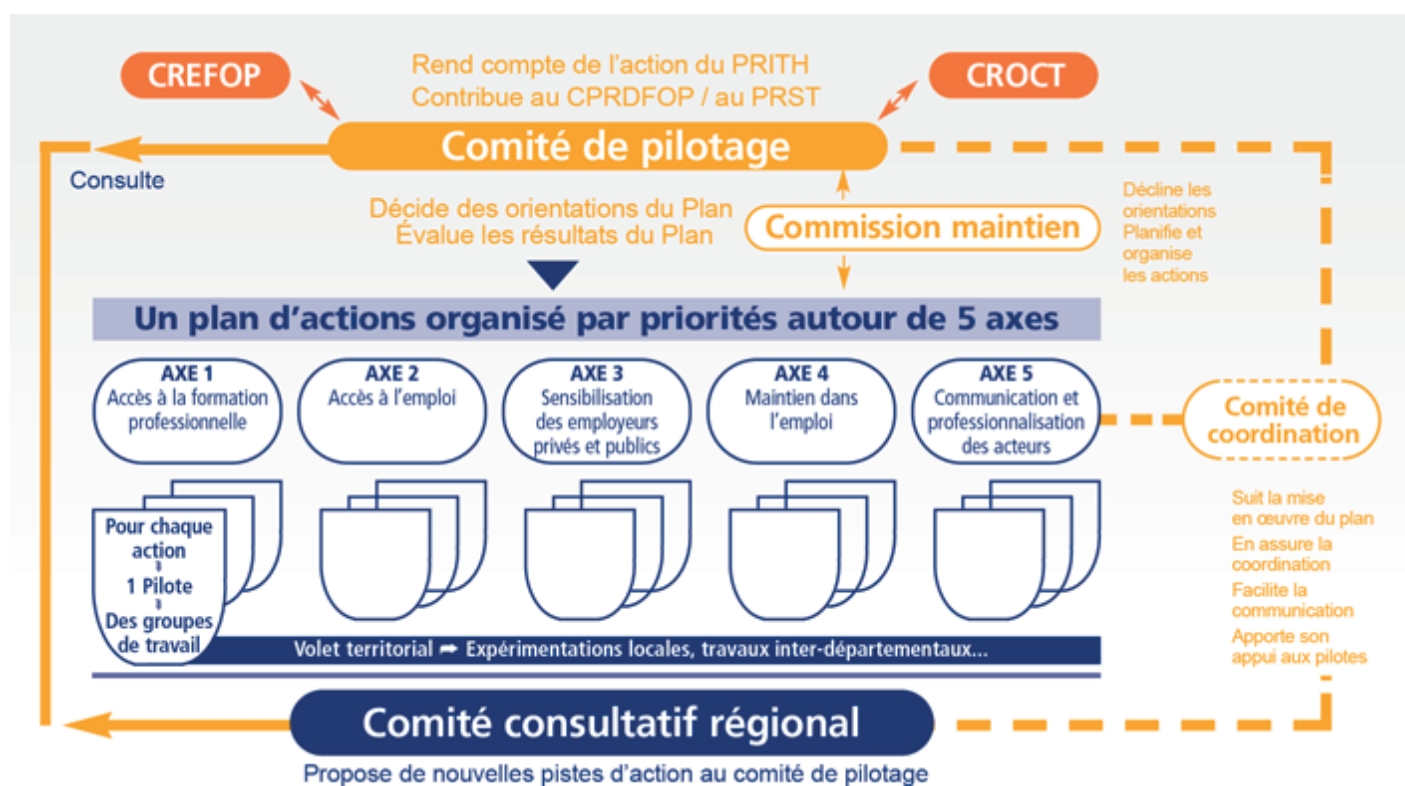 CREFOP
Rend compte de l'action du PRITH
Contribue au CPRDFOP / au PRST
CROCT
Comité de pilotage
Consulte
Décide des orientations du Plan
Évalue les résultats du Plan
Commission maintien
Décline les
orientations
Planifie et
organise
les actions
Un plan d'actions organisé par priorités autour de 5 axes
AXE 1
Accès à la formation
professionnelle
AXE 2
Accès à l'emploi
AXE 3
Sensibilisation
des employeurs
privés et publics
AXE 4
Maintien dans
l'emploi
AXE 5
Communication et
professionnalisation
des acteurs
Comité de
coordination
Pour chaque
action
1 Pilote
Des groupes
de travail
Suit la mise
en œuvre du plan
En assure la
coordination
Facilite la
communication
Apporte son
appui aux pilotes
Volet territorial ➡ Expérimentations locales, travaux inter-départementaux...
Comité consultatif régional
Propose de nouvelles pistes d'action au comité de pilotage